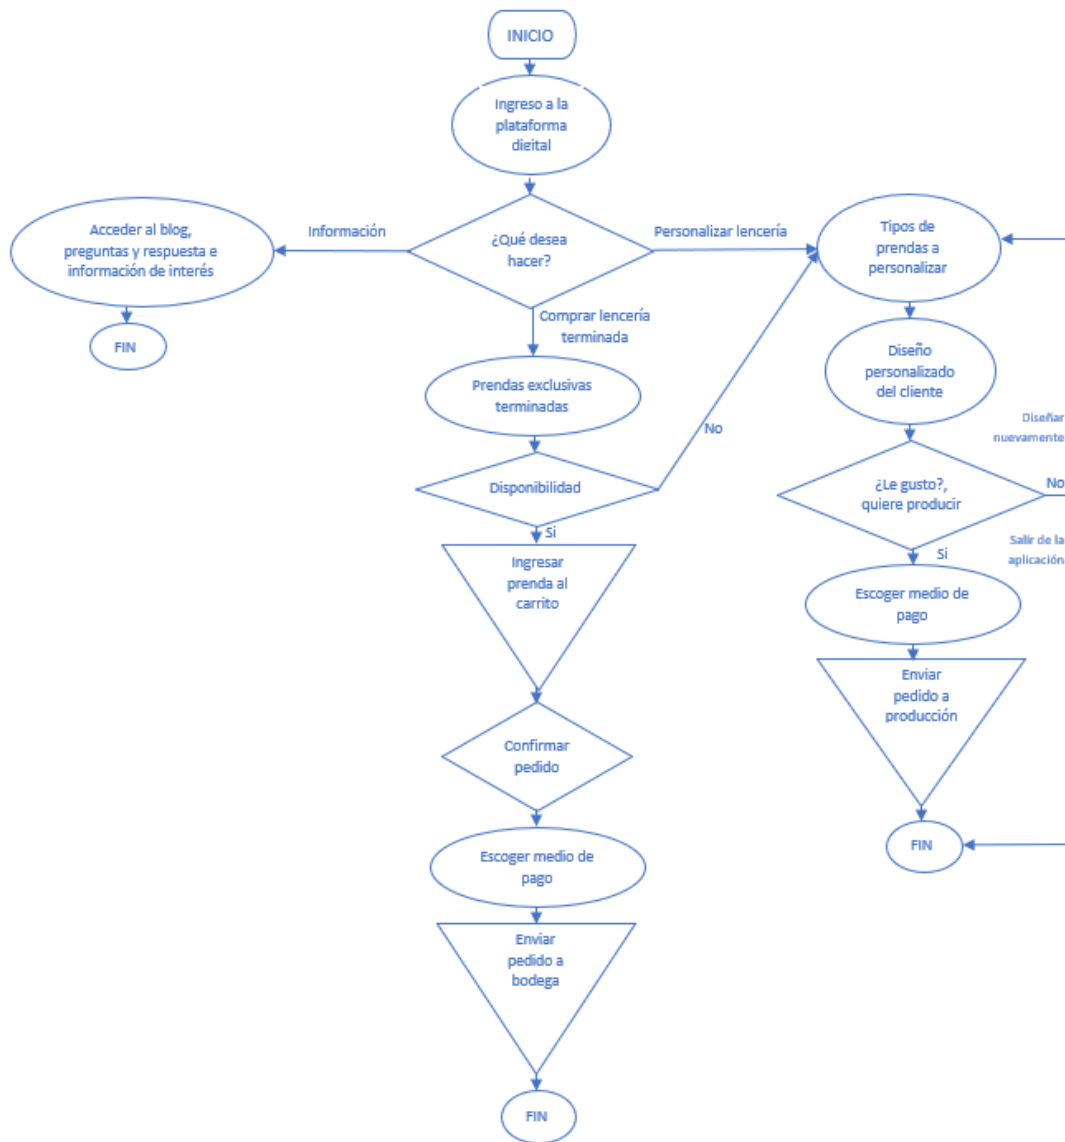 INICIO
Ingreso a la
plataforma
digital
¿Qué desea
hacer?
Información
Acceder al blog,
preguntas y respuesta e
información de interés
FIN
Personalizar lencería
Tipos de
prendas a
personalizar
Comprar lencería
terminada
Prendas exclusivas
terminadas
Disponibilidad
No
Si
Ingresar
prenda al
carrito
Confirmar
pedido
Escoger medio de
pago
Enviar
pedido a
bodega
FIN
Diseño
personalizado
del cliente
Diseñar
nuevamente
¿Le gusto?,
quiere producir
No
Salir de la
aplicación
Si
Escoger medio de
pago
Enviar
pedido a
producción
FIN